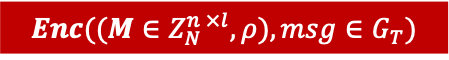 Enc((M ∈ Z_N^{n×l}, ρ), msg ∈ G_T)